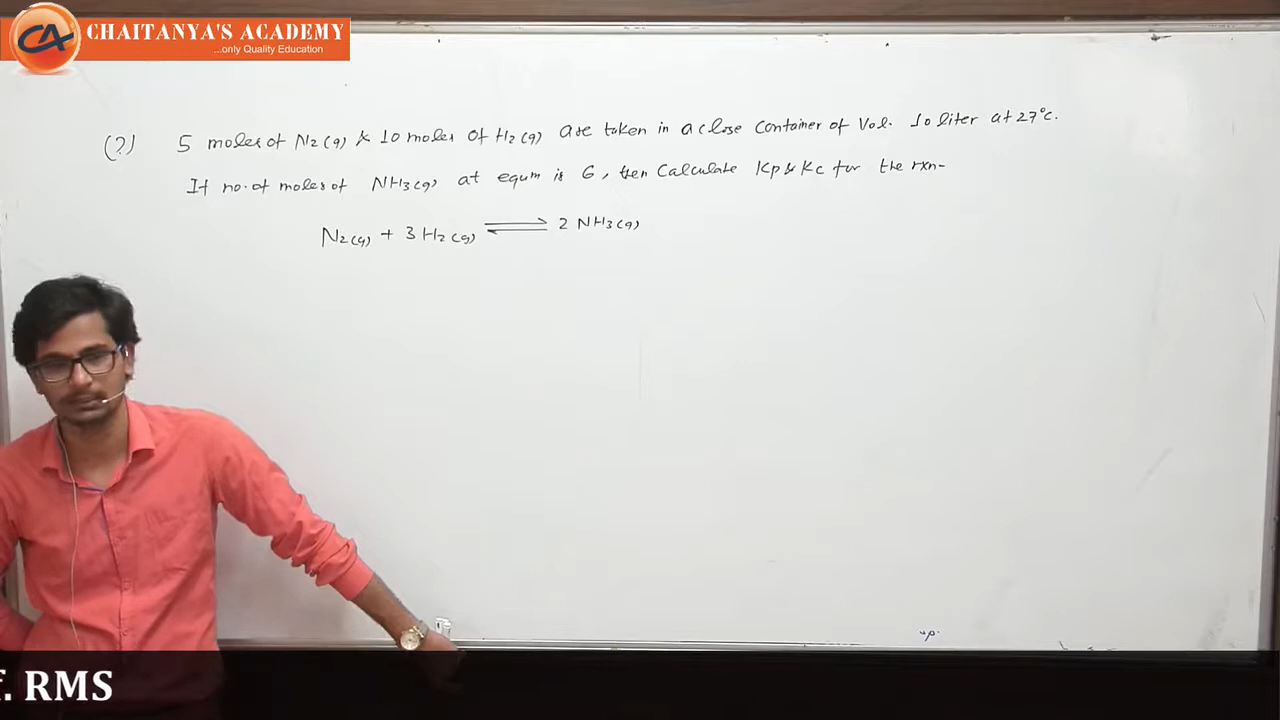 CHAITANYA'S ACADEMY
...only Quality Education
CA
(?) 5 moles of N2(g) & 10 moles of H2(g) are taken in a close container of Vol. 10 liter at 27°c.
If no. of moles of NH3(g) at equm is 6, then Calculate Kp & Kc for the rxn-
N2(g) + 3 H2(g) ⇌ 2 NH3(g)
f. RMS